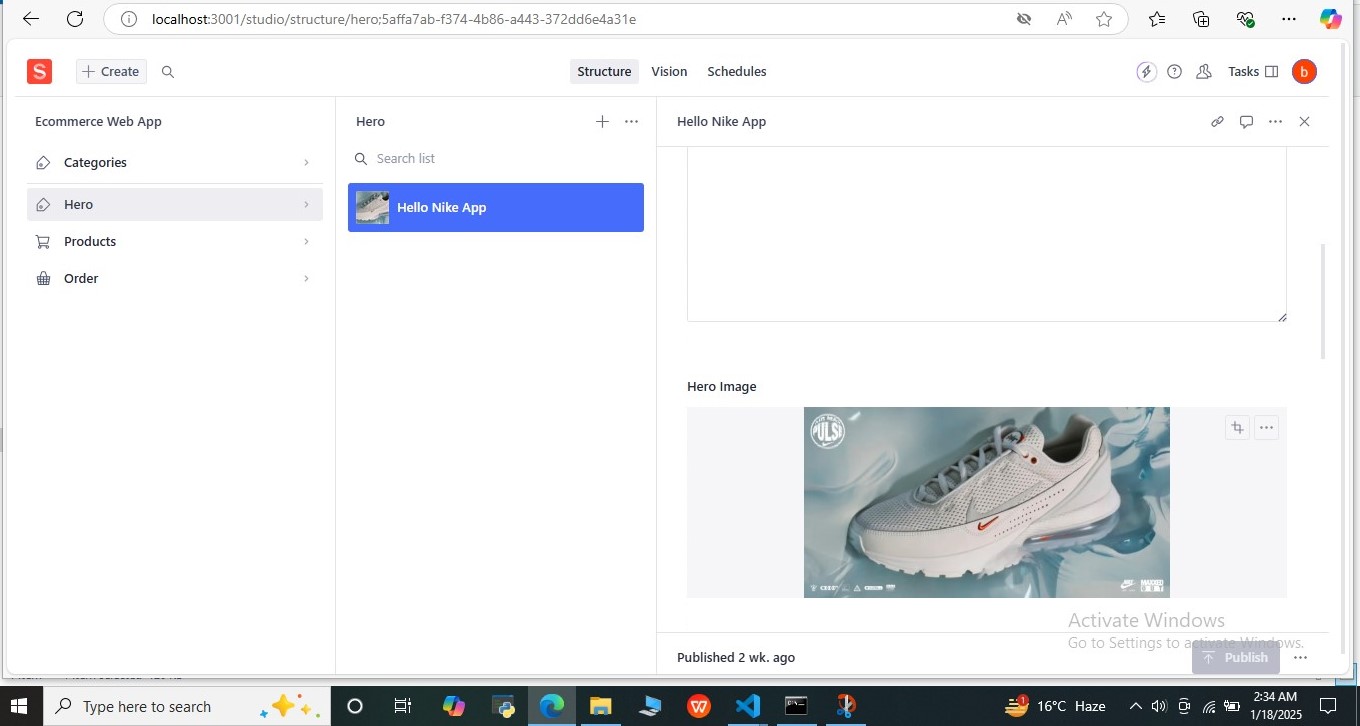 localhost:3001/studio/structure/hero;5affa7ab-f374-4b86-a443-372dd6e4a31e
S
Create
Structure
Vision
Schedules
Tasks
b
Ecommerce Web App
Categories
Hero
Products
Order
Hero
Search list
Hello Nike App
Hello Nike App
Hero Image
PULSE
Activate Windows
Go to Settings to activate Windows.
Published 2 wk. ago
Publish
Type here to search
1
16°C Haze
2:34 AM
1/18/2025